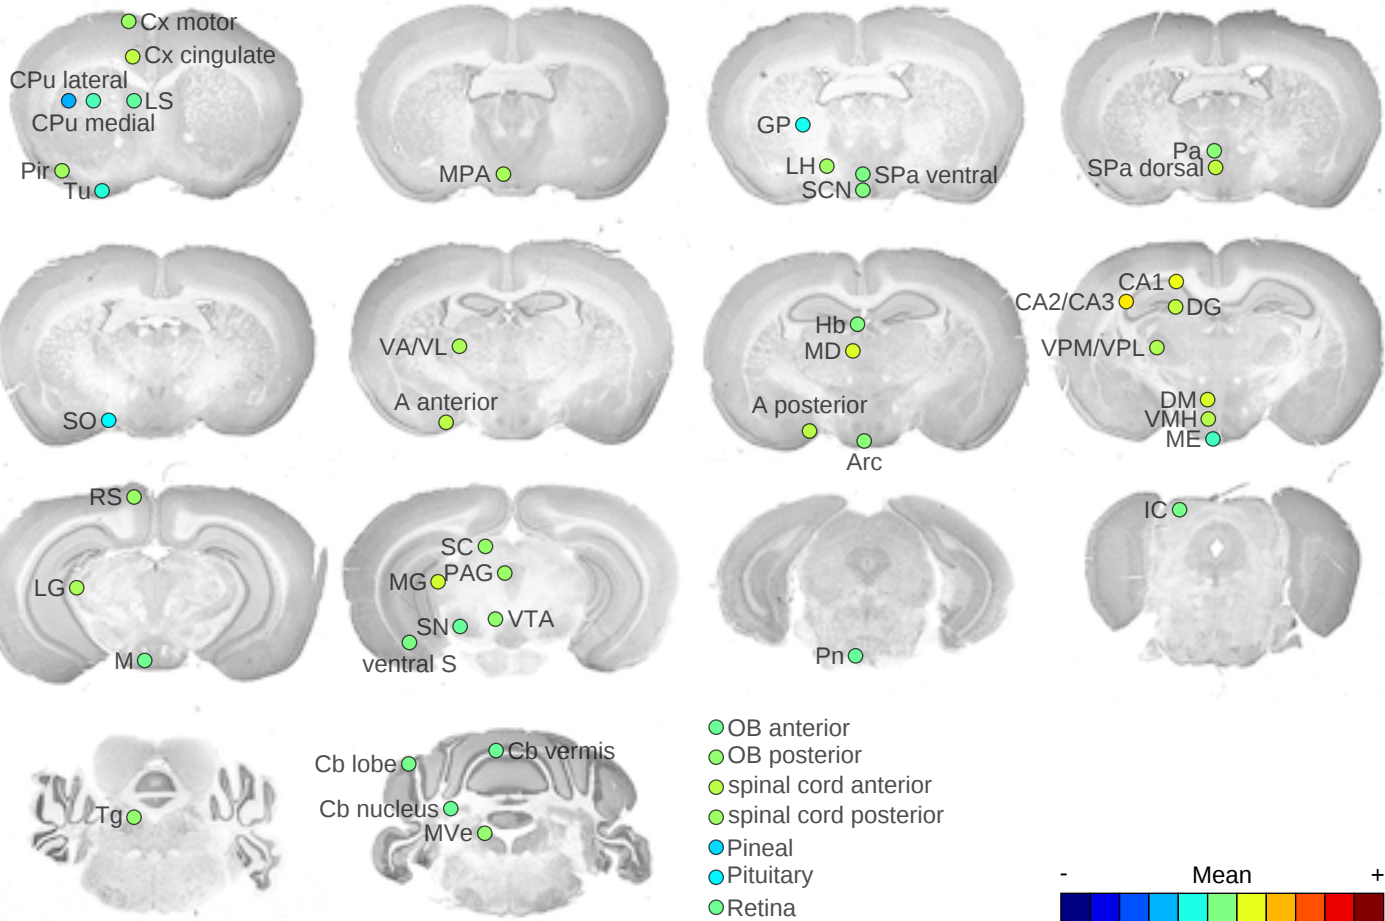 Cx motor
Cx cingulate
CPu lateral
LS
CPu medial
Pir
Tu
MPA
GP
LH
SPa ventral
SCN
Pa
SPa dorsal
SO
VA/VL
A anterior
Hb
MD
A posterior
Arc
CA1
CA2/CA3
DG
VPM/VPL
DM
VMH
ME
RS
LG
M
SC
MG
PAG
SN
VTA
ventral S
Pn
IC
Tg
Cb lobe
Cb vermis
Cb nucleus
MVe
OB anterior
OB posterior
spinal cord anterior
spinal cord posterior
Pineal
Pituitary
Retina
- Mean +